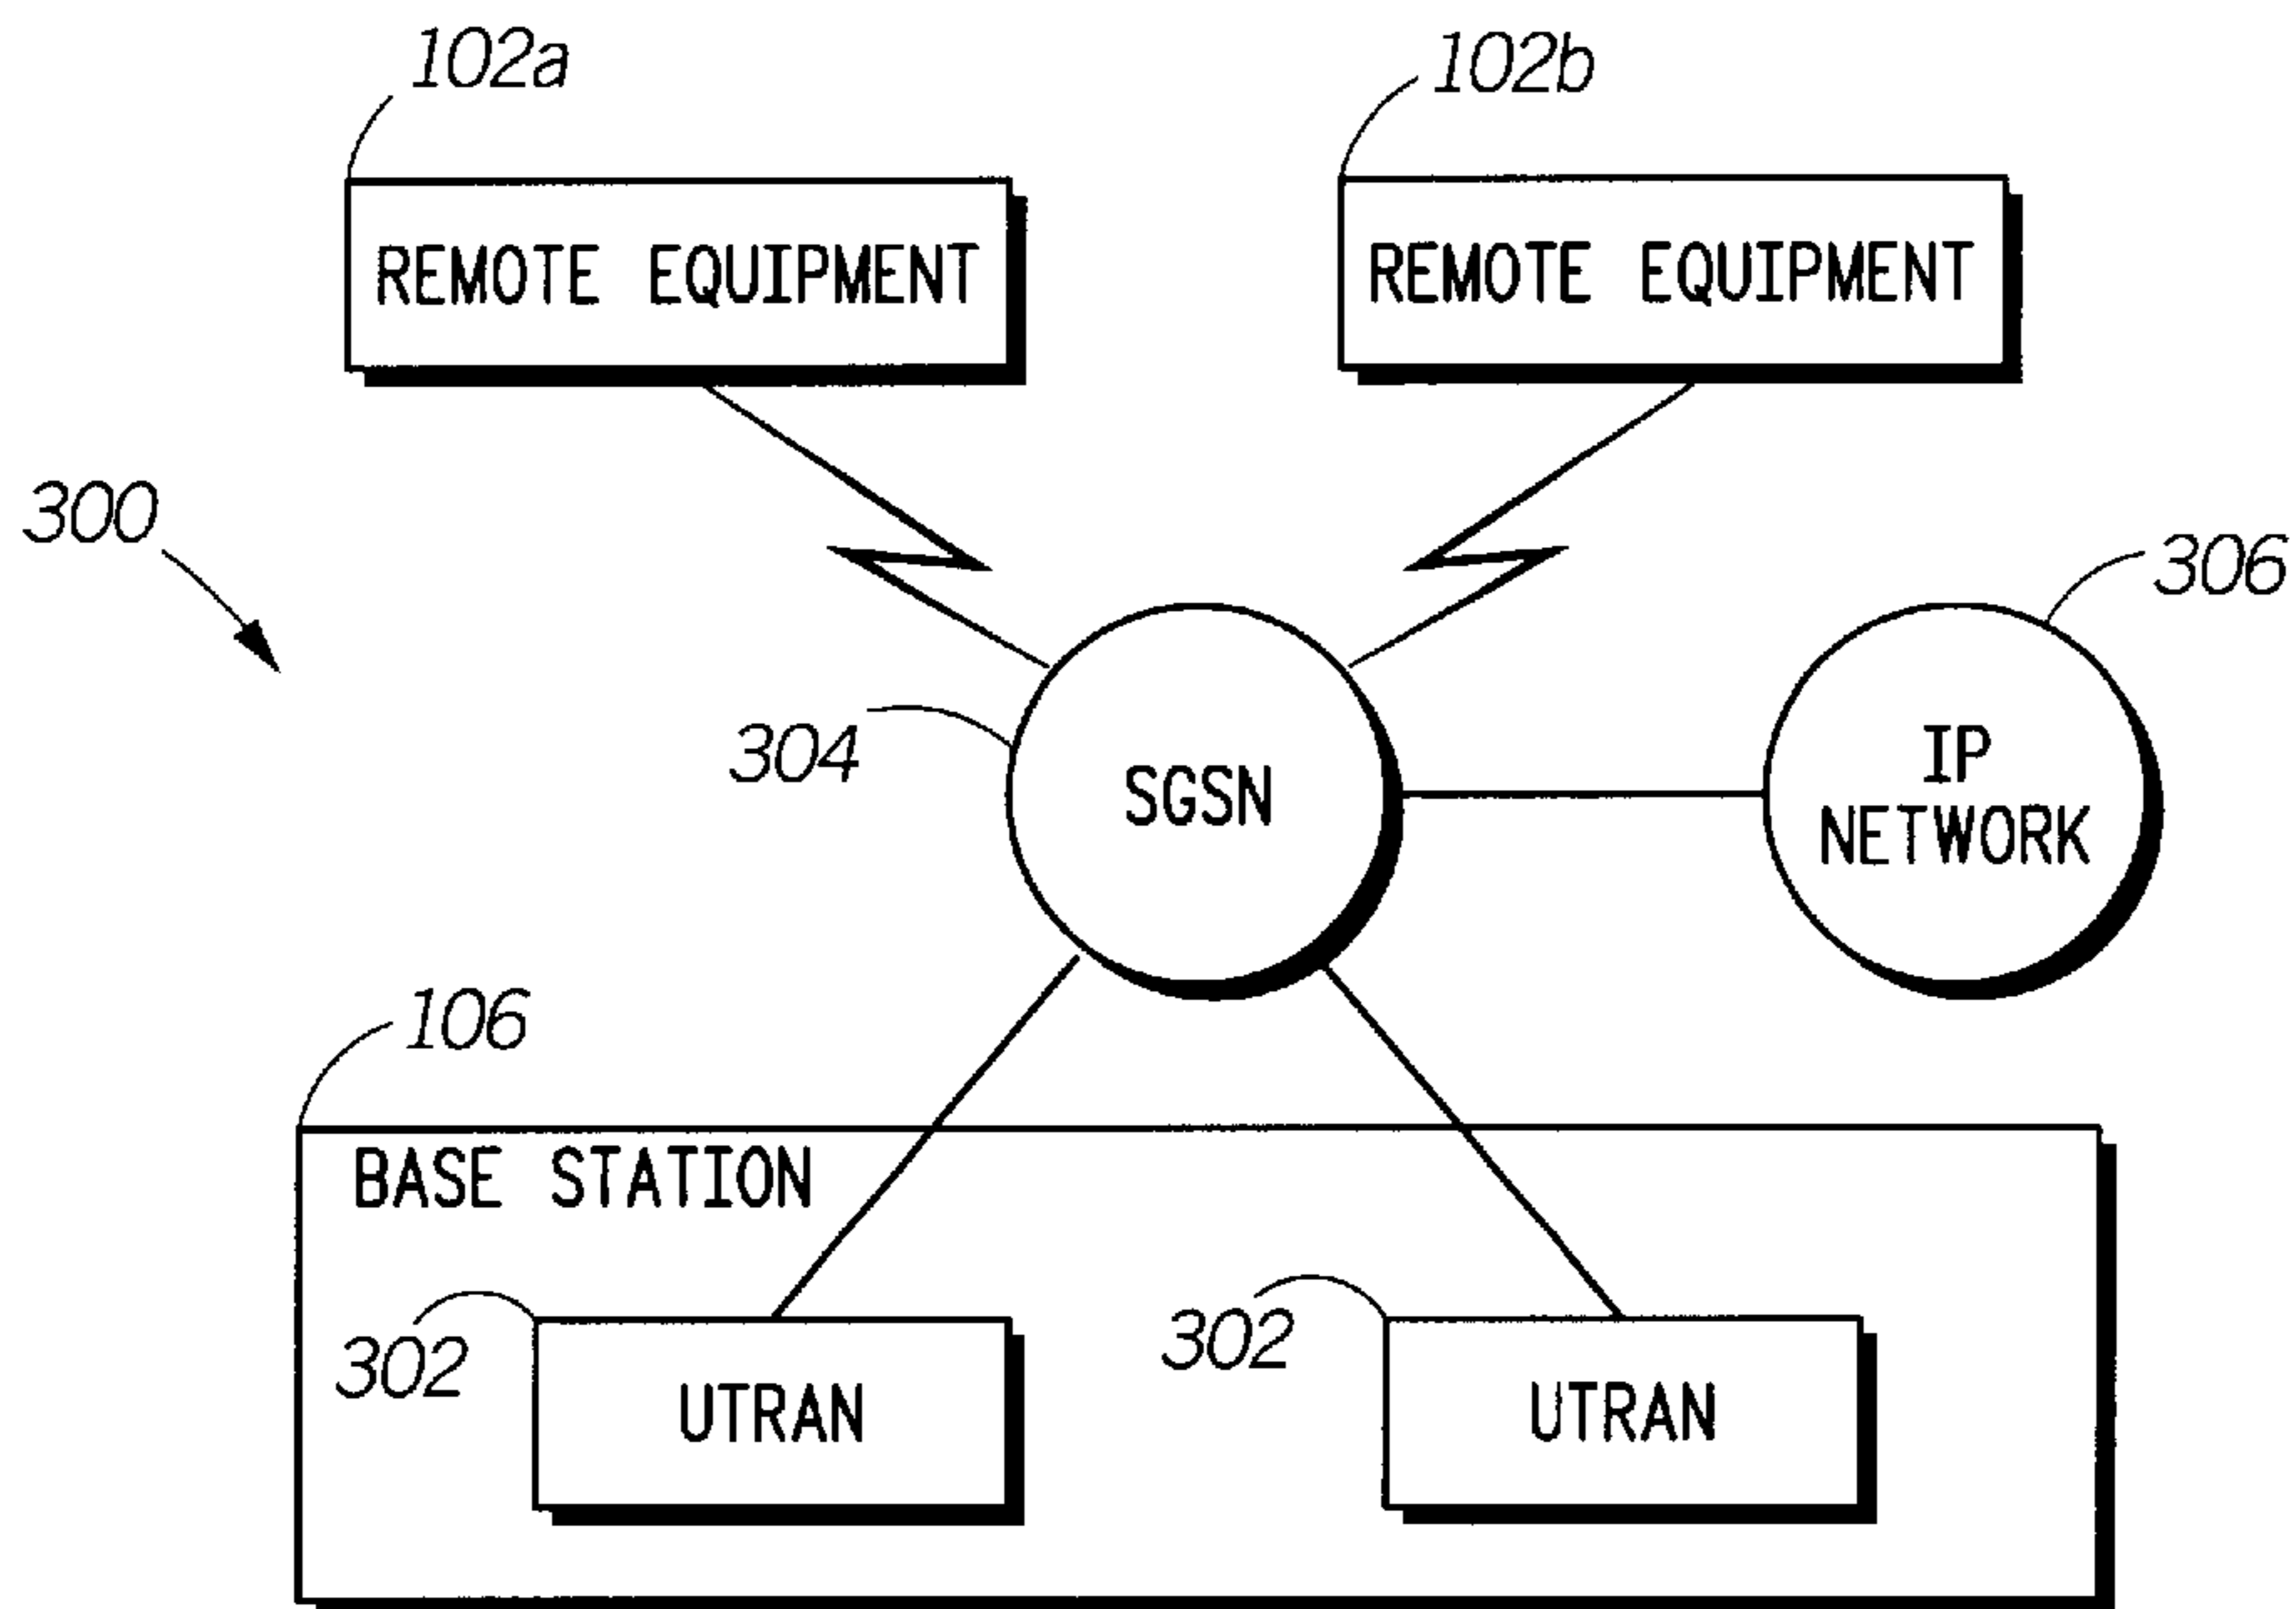 102a
102b
REMOTE EQUIPMENT
REMOTE EQUIPMENT
300
306
304
SGSN
IP
NETWORK
106
BASE STATION
302
302
UTRAN
UTRAN